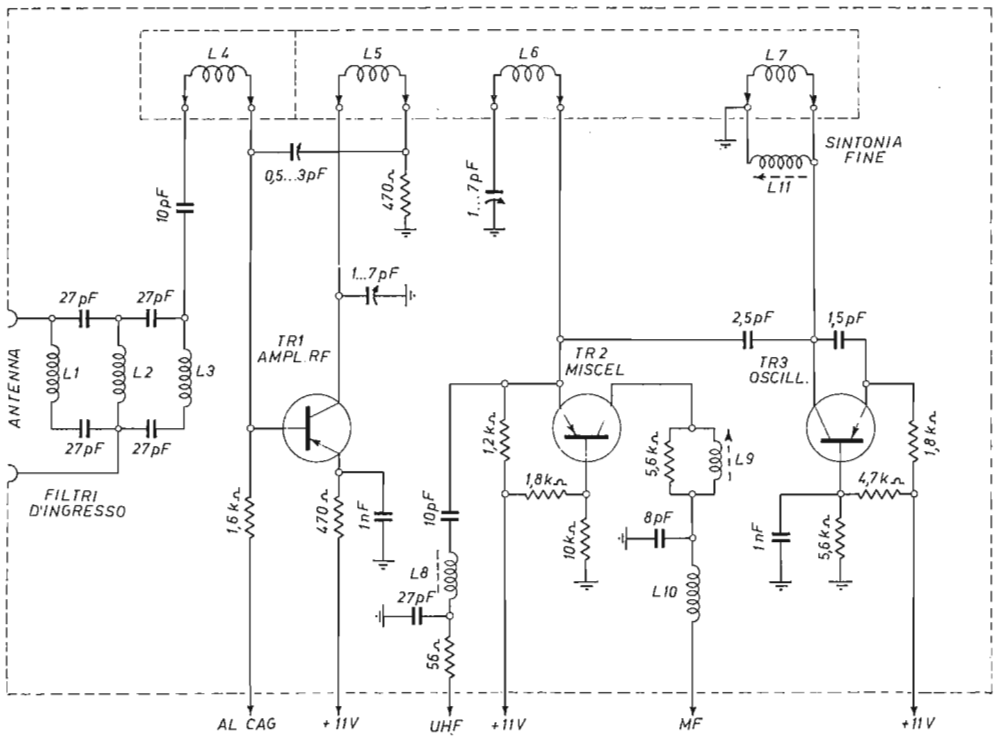 L4
L5
L6
L7
SINTONIA
FINE
L11
0,5...3pF
10pF
470Ω
1...7pF
1...7pF
27pF
27pF
2,5pF
1,5pF
TR1
AMPL. RF
TR2
MISCEL
TR3
OSCILL.
ANTENNA
L1
L2
L3
27pF
27pF
FILTRI
D'INGRESSO
1,6kΩ
470Ω
1nF
10pF
L8
27pF
56Ω
1,2kΩ
1,8kΩ
10kΩ
5,6kΩ
L9
8pF
L10
1nF
5,6kΩ
4,7kΩ
1,8kΩ
AL CAG
+11V
UHF
+11V
MF
+11V